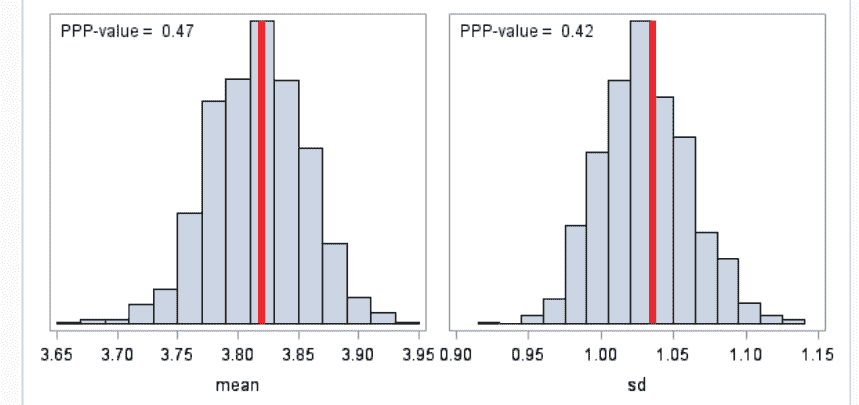 PPP-value = 0.47
PPP-value = 0.42
3.65 3.70 3.75 3.80 3.85 3.90 3.95
0.90 0.95 1.00 1.05 1.10 1.15
mean
sd